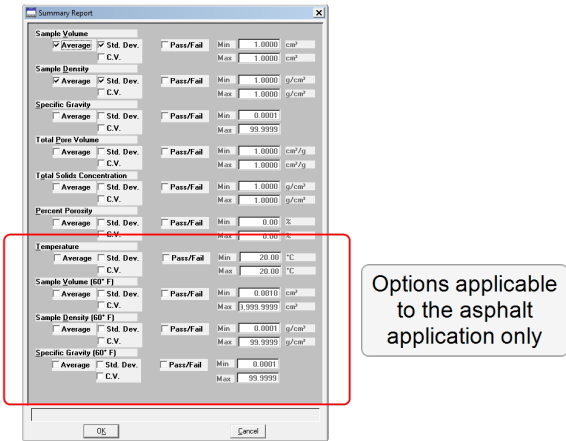 Summary Report
Sample Volume
Average Std. Dev. Pass/Fail Min 1.0000 cm³
C.V. Max 1.0000 cm³
Sample Density
Average Std. Dev. Pass/Fail Min 1.0000 g/cm³
C.V. Max 1.0000 g/cm³
Specific Gravity
Average Std. Dev. Pass/Fail Min 0.0001
C.V. Max 99.9999
Total Pore Volume
Average Std. Dev. Pass/Fail Min 1.0000 cm³/g
C.V. Max 1.0000 cm³/g
Total Solids Concentration
Average Std. Dev. Pass/Fail Min 1.0000 g/cm³
C.V. Max 1.0000 g/cm³
Percent Porosity
Average Std. Dev. Pass/Fail Min 0.00 %
C.V. Max 0.00 %
Temperature
Average Std. Dev. Pass/Fail Min 20.00 °C
C.V. Max 20.00 °C
Sample Volume (60° F)
Average Std. Dev. Pass/Fail Min 0.0010 cm³
C.V. Max 9,999.9999 cm³
Sample Density (60° F)
Average Std. Dev. Pass/Fail Min 0.0001 g/cm³
C.V. Max 99.9999 g/cm³
Specific Gravity (60° F)
Average Std. Dev. Pass/Fail Min 0.0001
C.V. Max 99.9999
OK Cancel
Options applicable
to the asphalt
application only